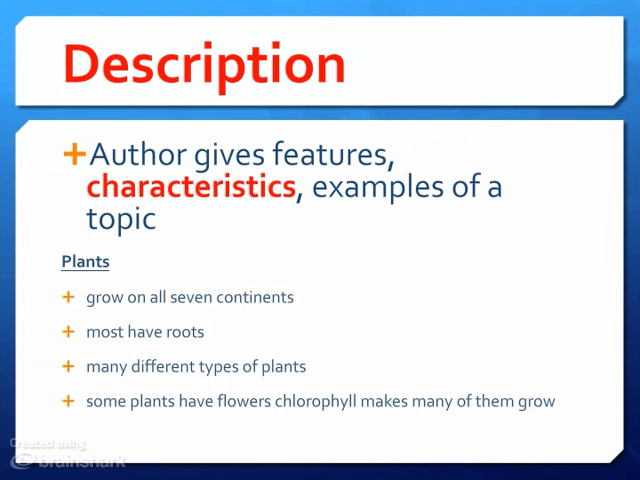 Description
+Author gives features,
characteristics, examples of a
topic
Plants
+ grow on all seven continents
+ most have roots
+ many different types of plants
+ some plants have flowers chlorophyll makes many of them grow
Created using
brainshark